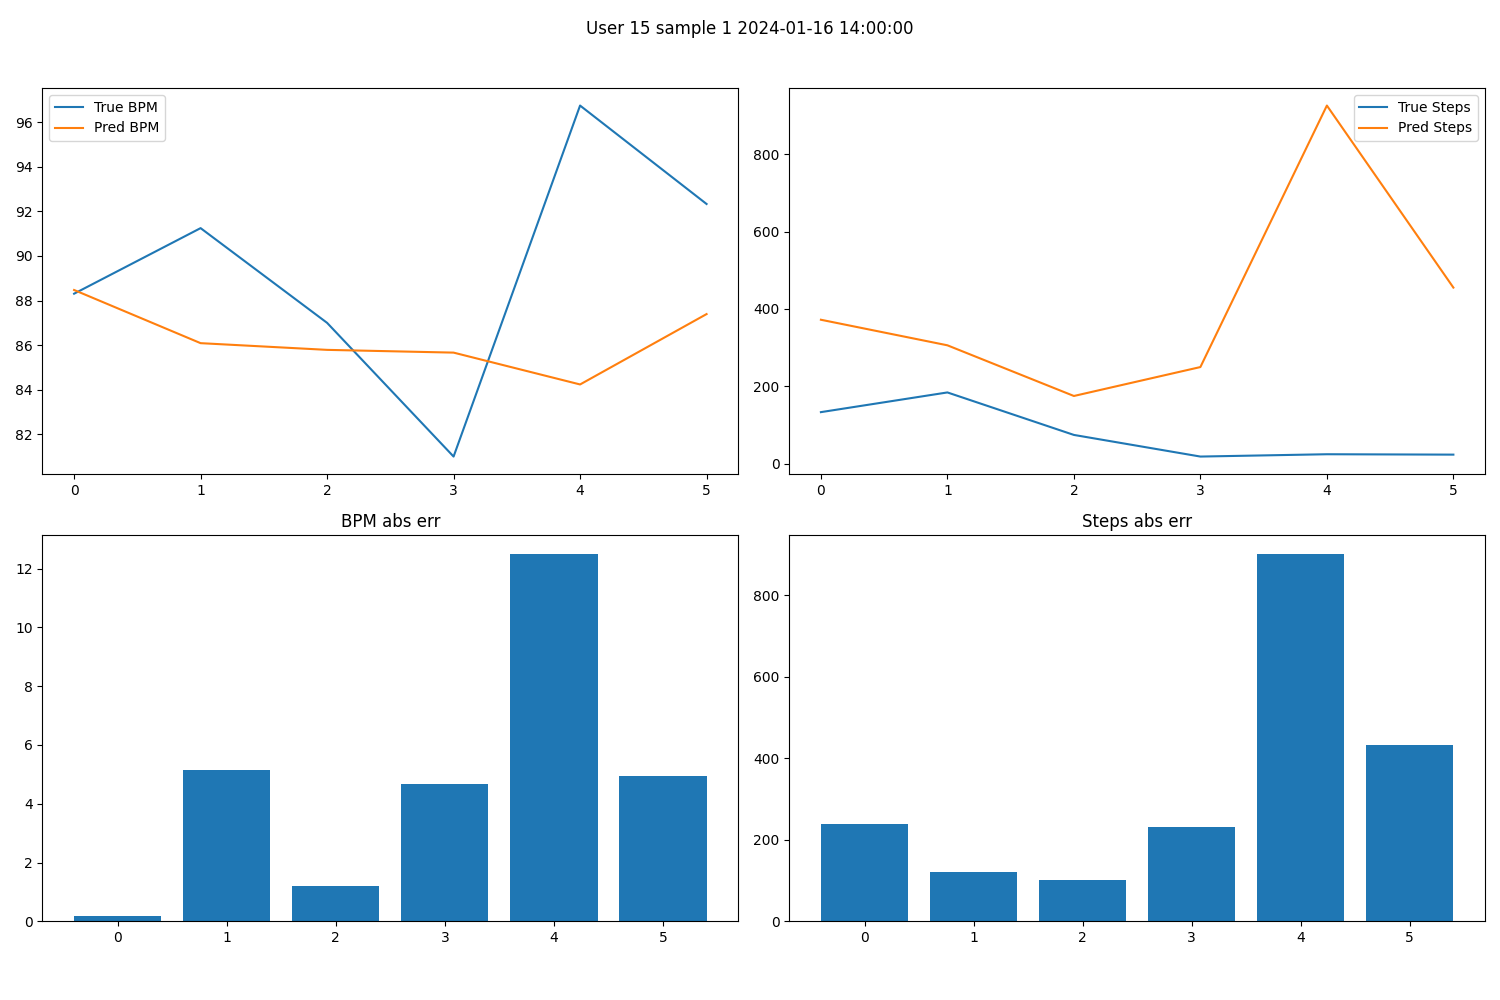 User 15 sample 1 2024-01-16 14:00:00
True BPM
Pred BPM
96
94
92
90
88
86
84
82
0 1 2 3 4 5
True Steps
Pred Steps
800
600
400
200
0
0 1 2 3 4 5
BPM abs err
12
10
8
6
4
2
0
0 1 2 3 4 5
Steps abs err
800
600
400
200
0
0 1 2 3 4 5